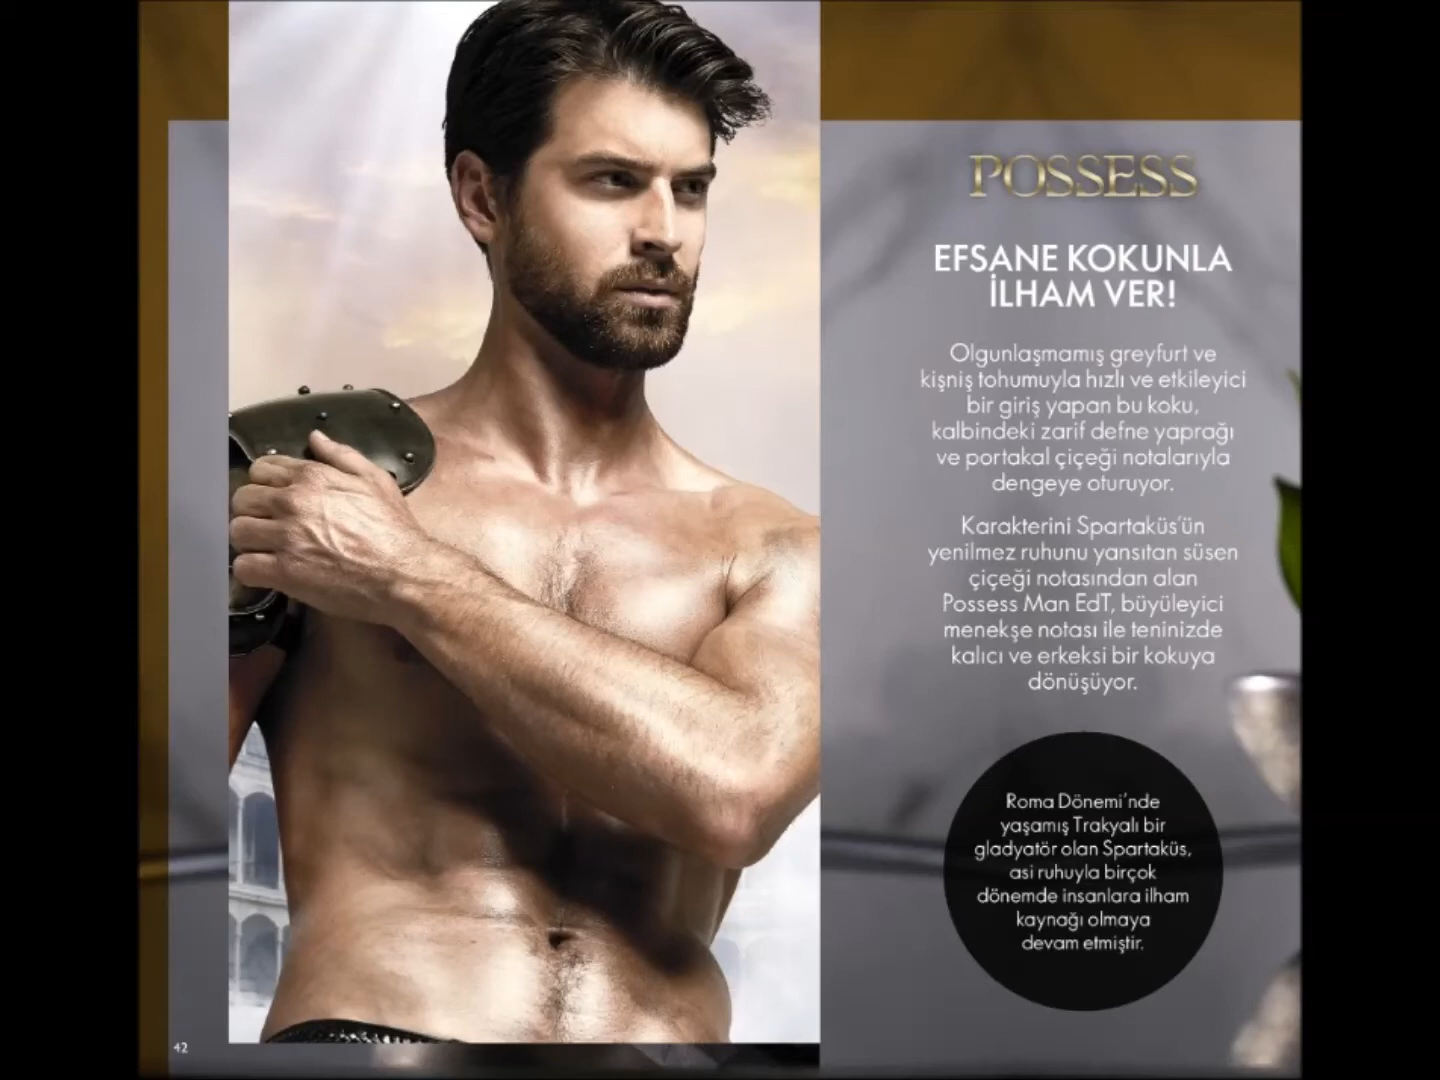 POSSESS
EFSANE KOKUNLA
İLHAM VER!
Olgunlaşmamış greyfurt ve
kişniş tohumuyla hızlı ve etkileyici
bir giriş yapan bu koku,
kalbindeki zarif defne yaprağı
ve portakal çiçeği notalarıyla
dengeye oturuyor.
Karakterini Spartaküs'ün
yenilmez ruhunu yansıtan süsen
çiçeği notasından alan
Possess Man EdT, büyüleyici
menekşe notası ile teninizde
kalıcı ve erkeksi bir kokuya
dönüşüyor.
Roma Dönemi'nde
yaşamış Trakyalı bir
gladyatör olan Spartaküs,
asi ruhuyla birçok
dönemde insanlara ilham
kaynağı olmaya
devam etmiştir.
42